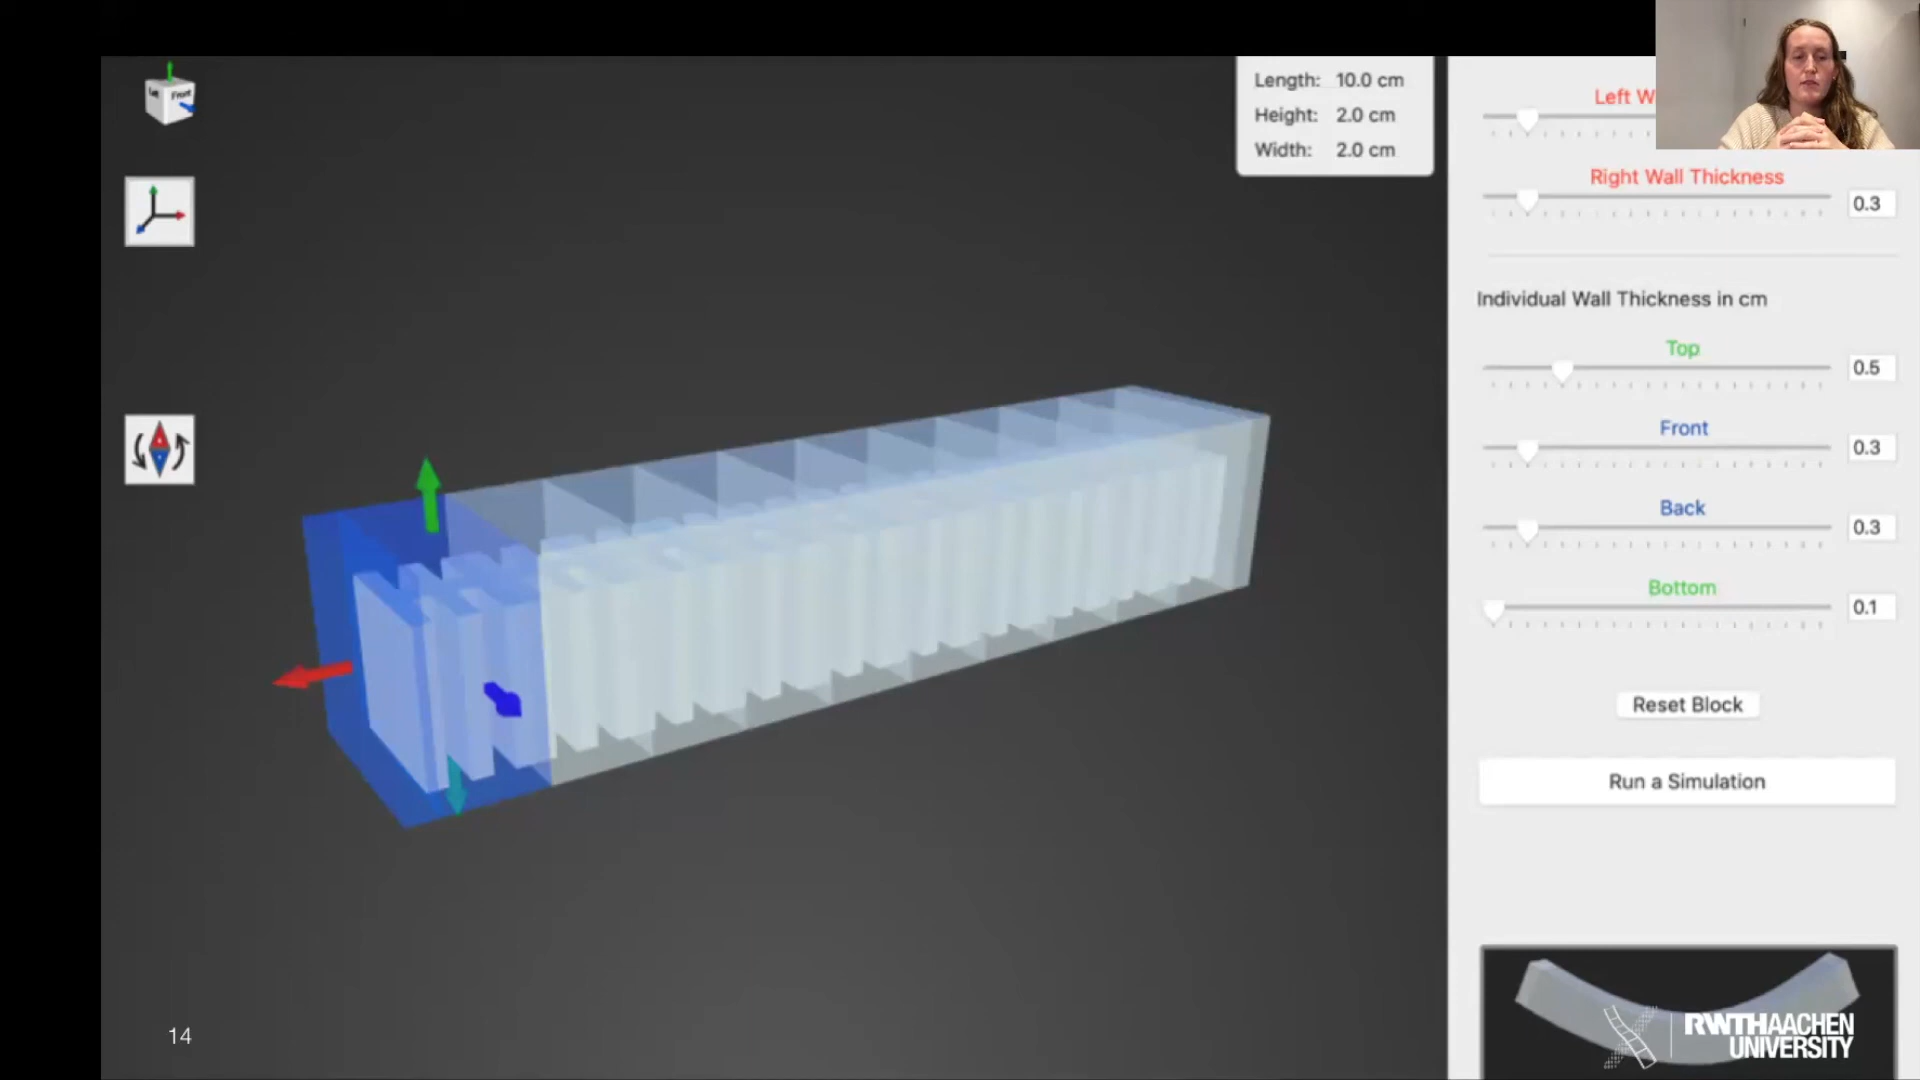 Front
Length: 10.0 cm
Height: 2.0 cm
Width: 2.0 cm
Left W
Right Wall Thickness
0.3
Individual Wall Thickness in cm
Top
0.5
Front
0.3
Back
0.3
Bottom
0.1
Reset Block
Run a Simulation
14
RWTHAACHEN
UNIVERSITY